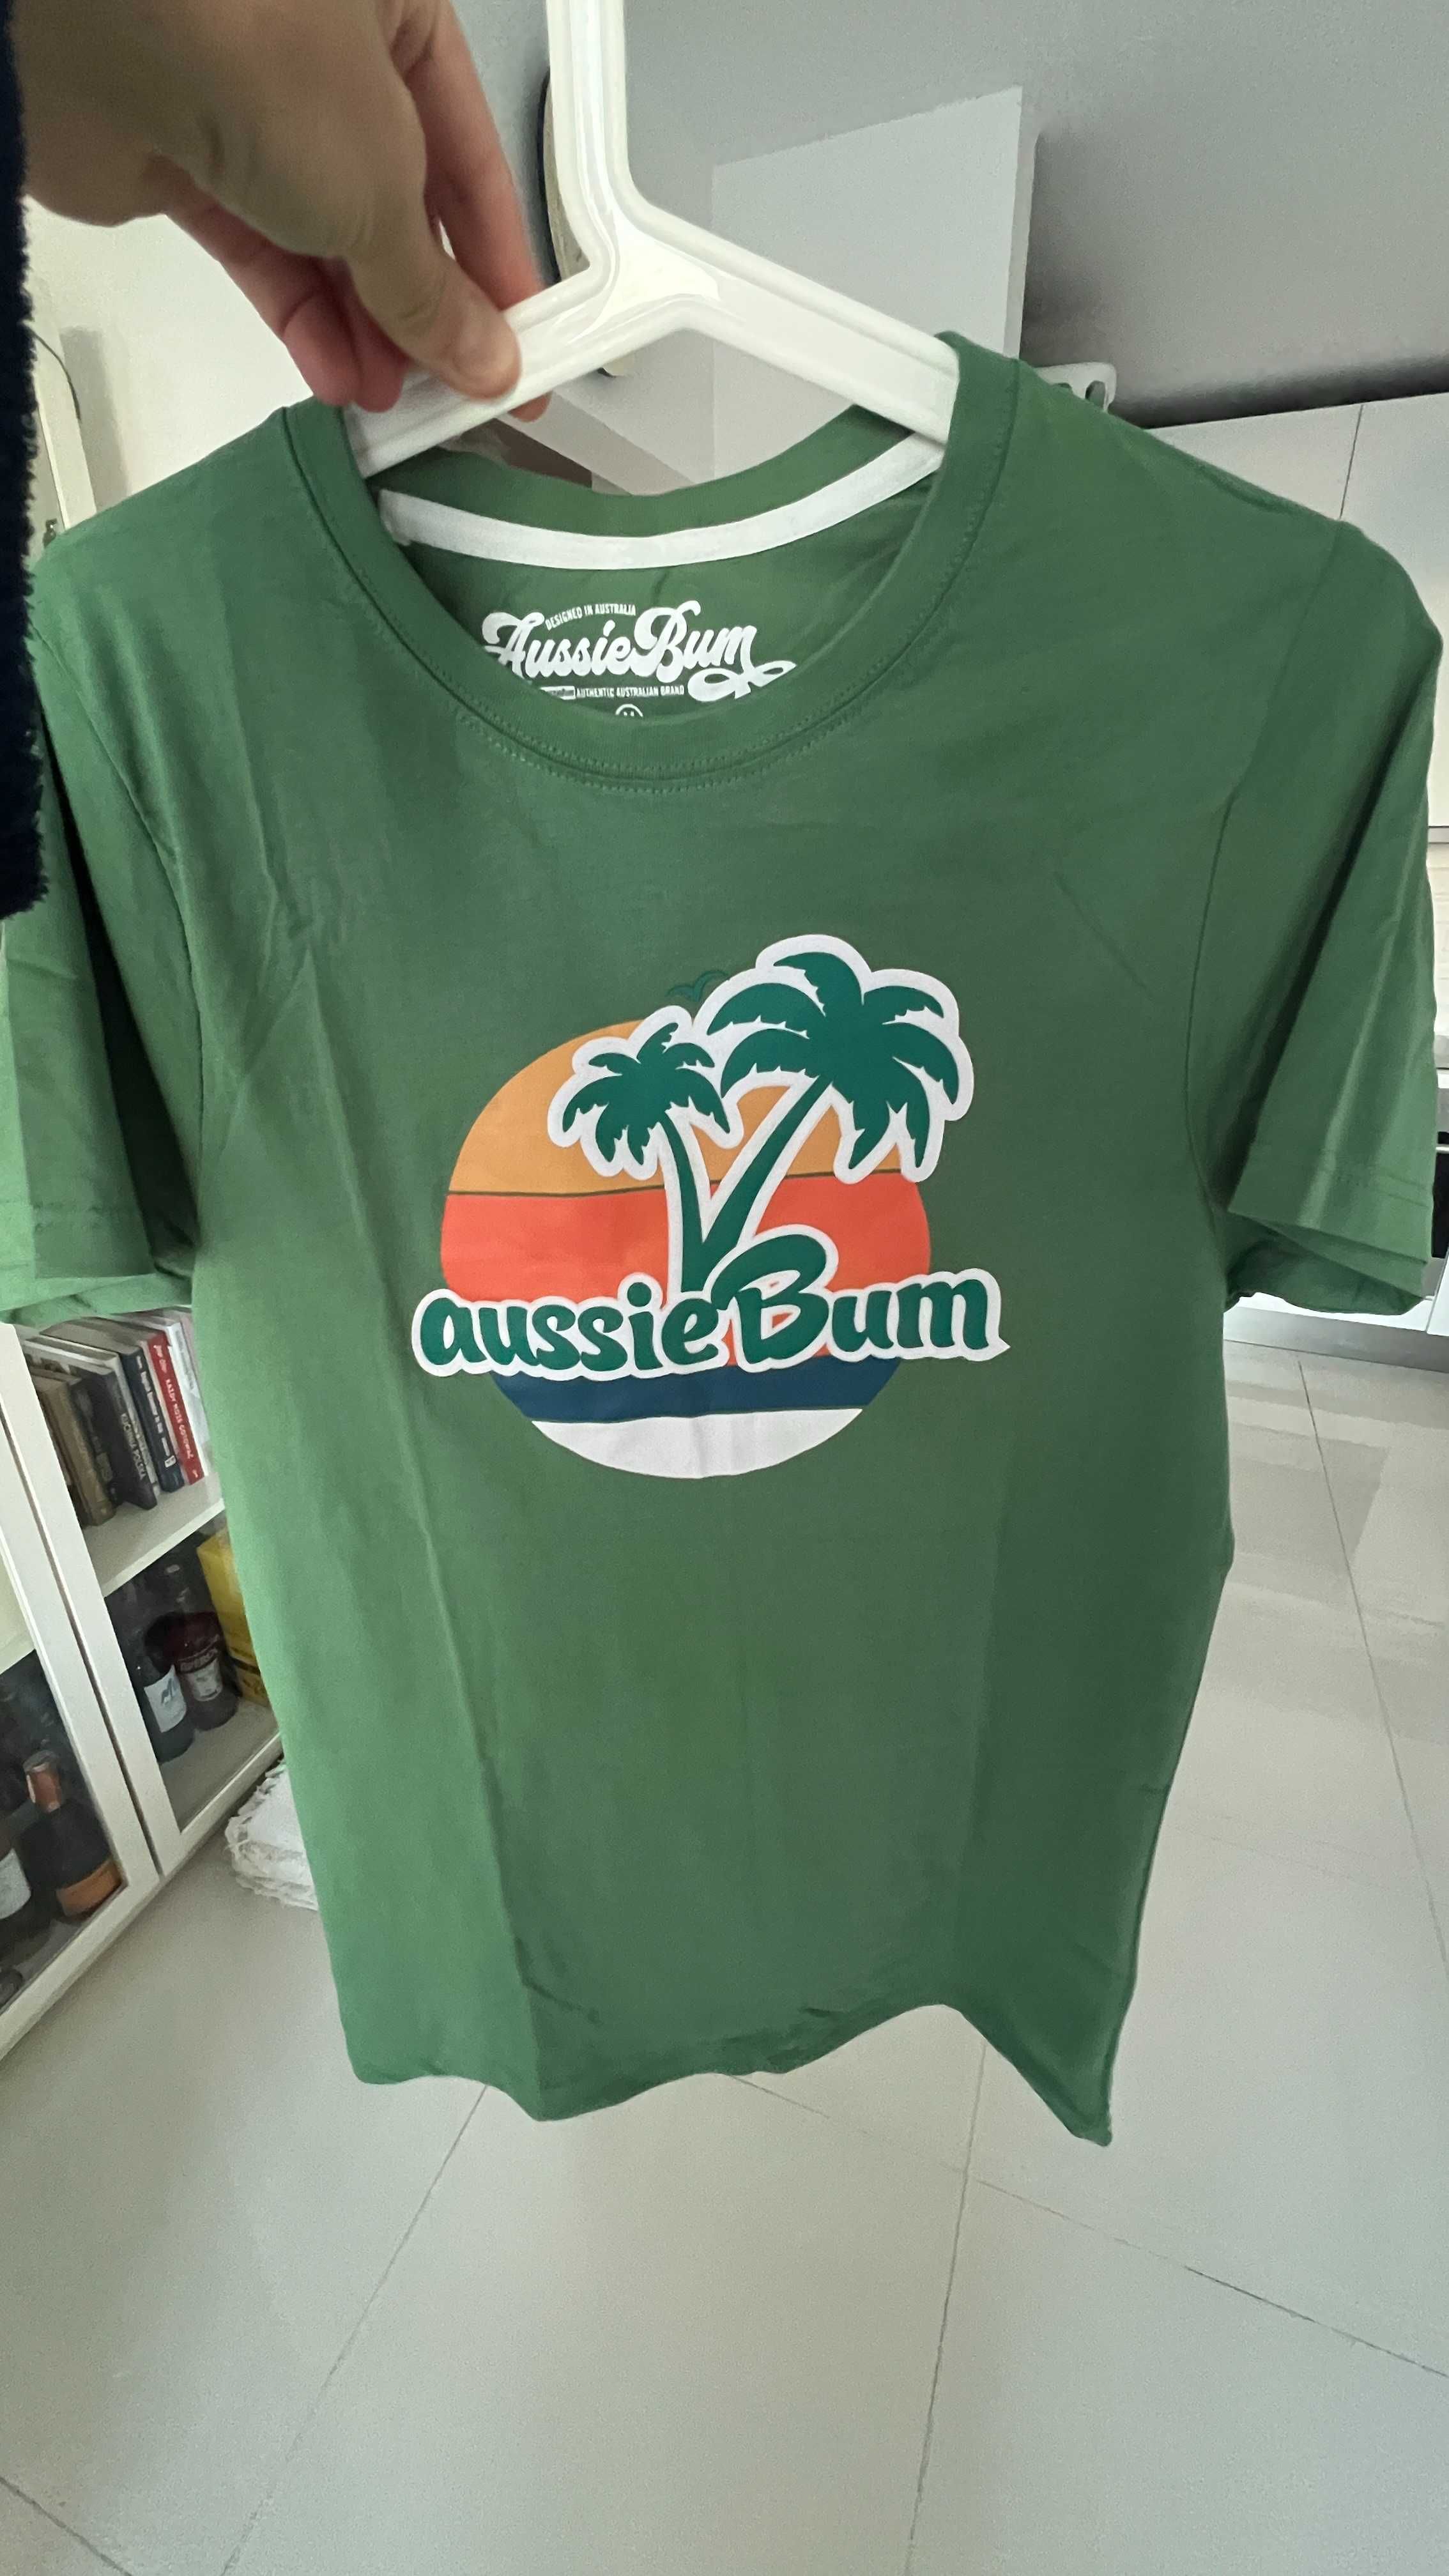 DESIGNED IN AUSTRALIA
AussieBum
AUTHENTIC AUSTRALIAN BRAND
aussieBum